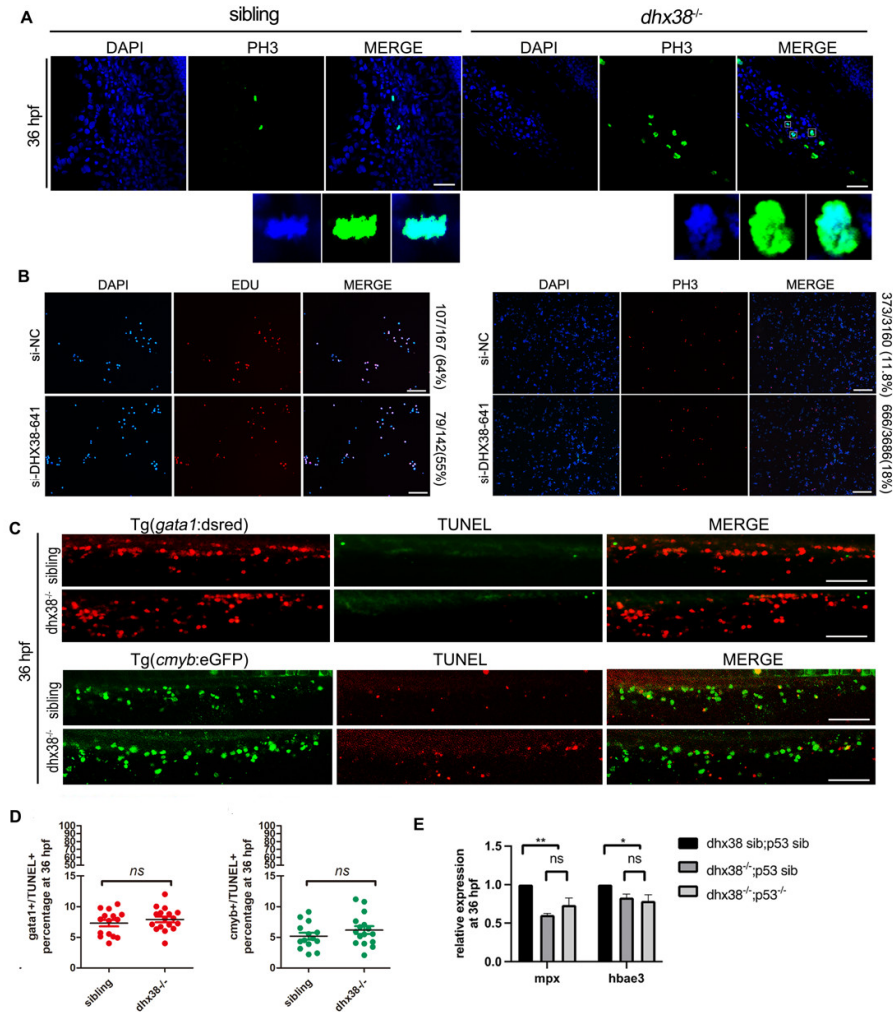 A
sibling
dhx38-/-
DAPI
PH3
MERGE
DAPI
PH3
MERGE
36 hpf
B
DAPI
EDU
MERGE
si-NC
107/167 (64%)
si-DHX38-641
79/142(55%)
DAPI
PH3
MERGE
si-NC
373/3160 (11.8%)
si-DHX38-641
666/3686(18%)
C
36 hpf
Tg(gata1:dsred)
TUNEL
MERGE
sibling
dhx38-/-
Tg(cmyb:eGFP)
TUNEL
MERGE
sibling
dhx38-/-
D
gata1+/TUNEL+
percentage at 36 hpf
100
90
80
70
60
50
15
10
5
0
ns
sibling
dhx38-/-
cmyb+/TUNEL+
percentage at 36 hpf
100
90
80
70
60
50
15
10
5
0
ns
sibling
dhx38-/-
E
relative expression
at 36 hpf
1.5
1.0
0.5
0.0
**
ns
*
ns
mpx
hbae3
dhx38 sib;p53 sib
dhx38-/-;p53 sib
dhx38-/-;p53-/-